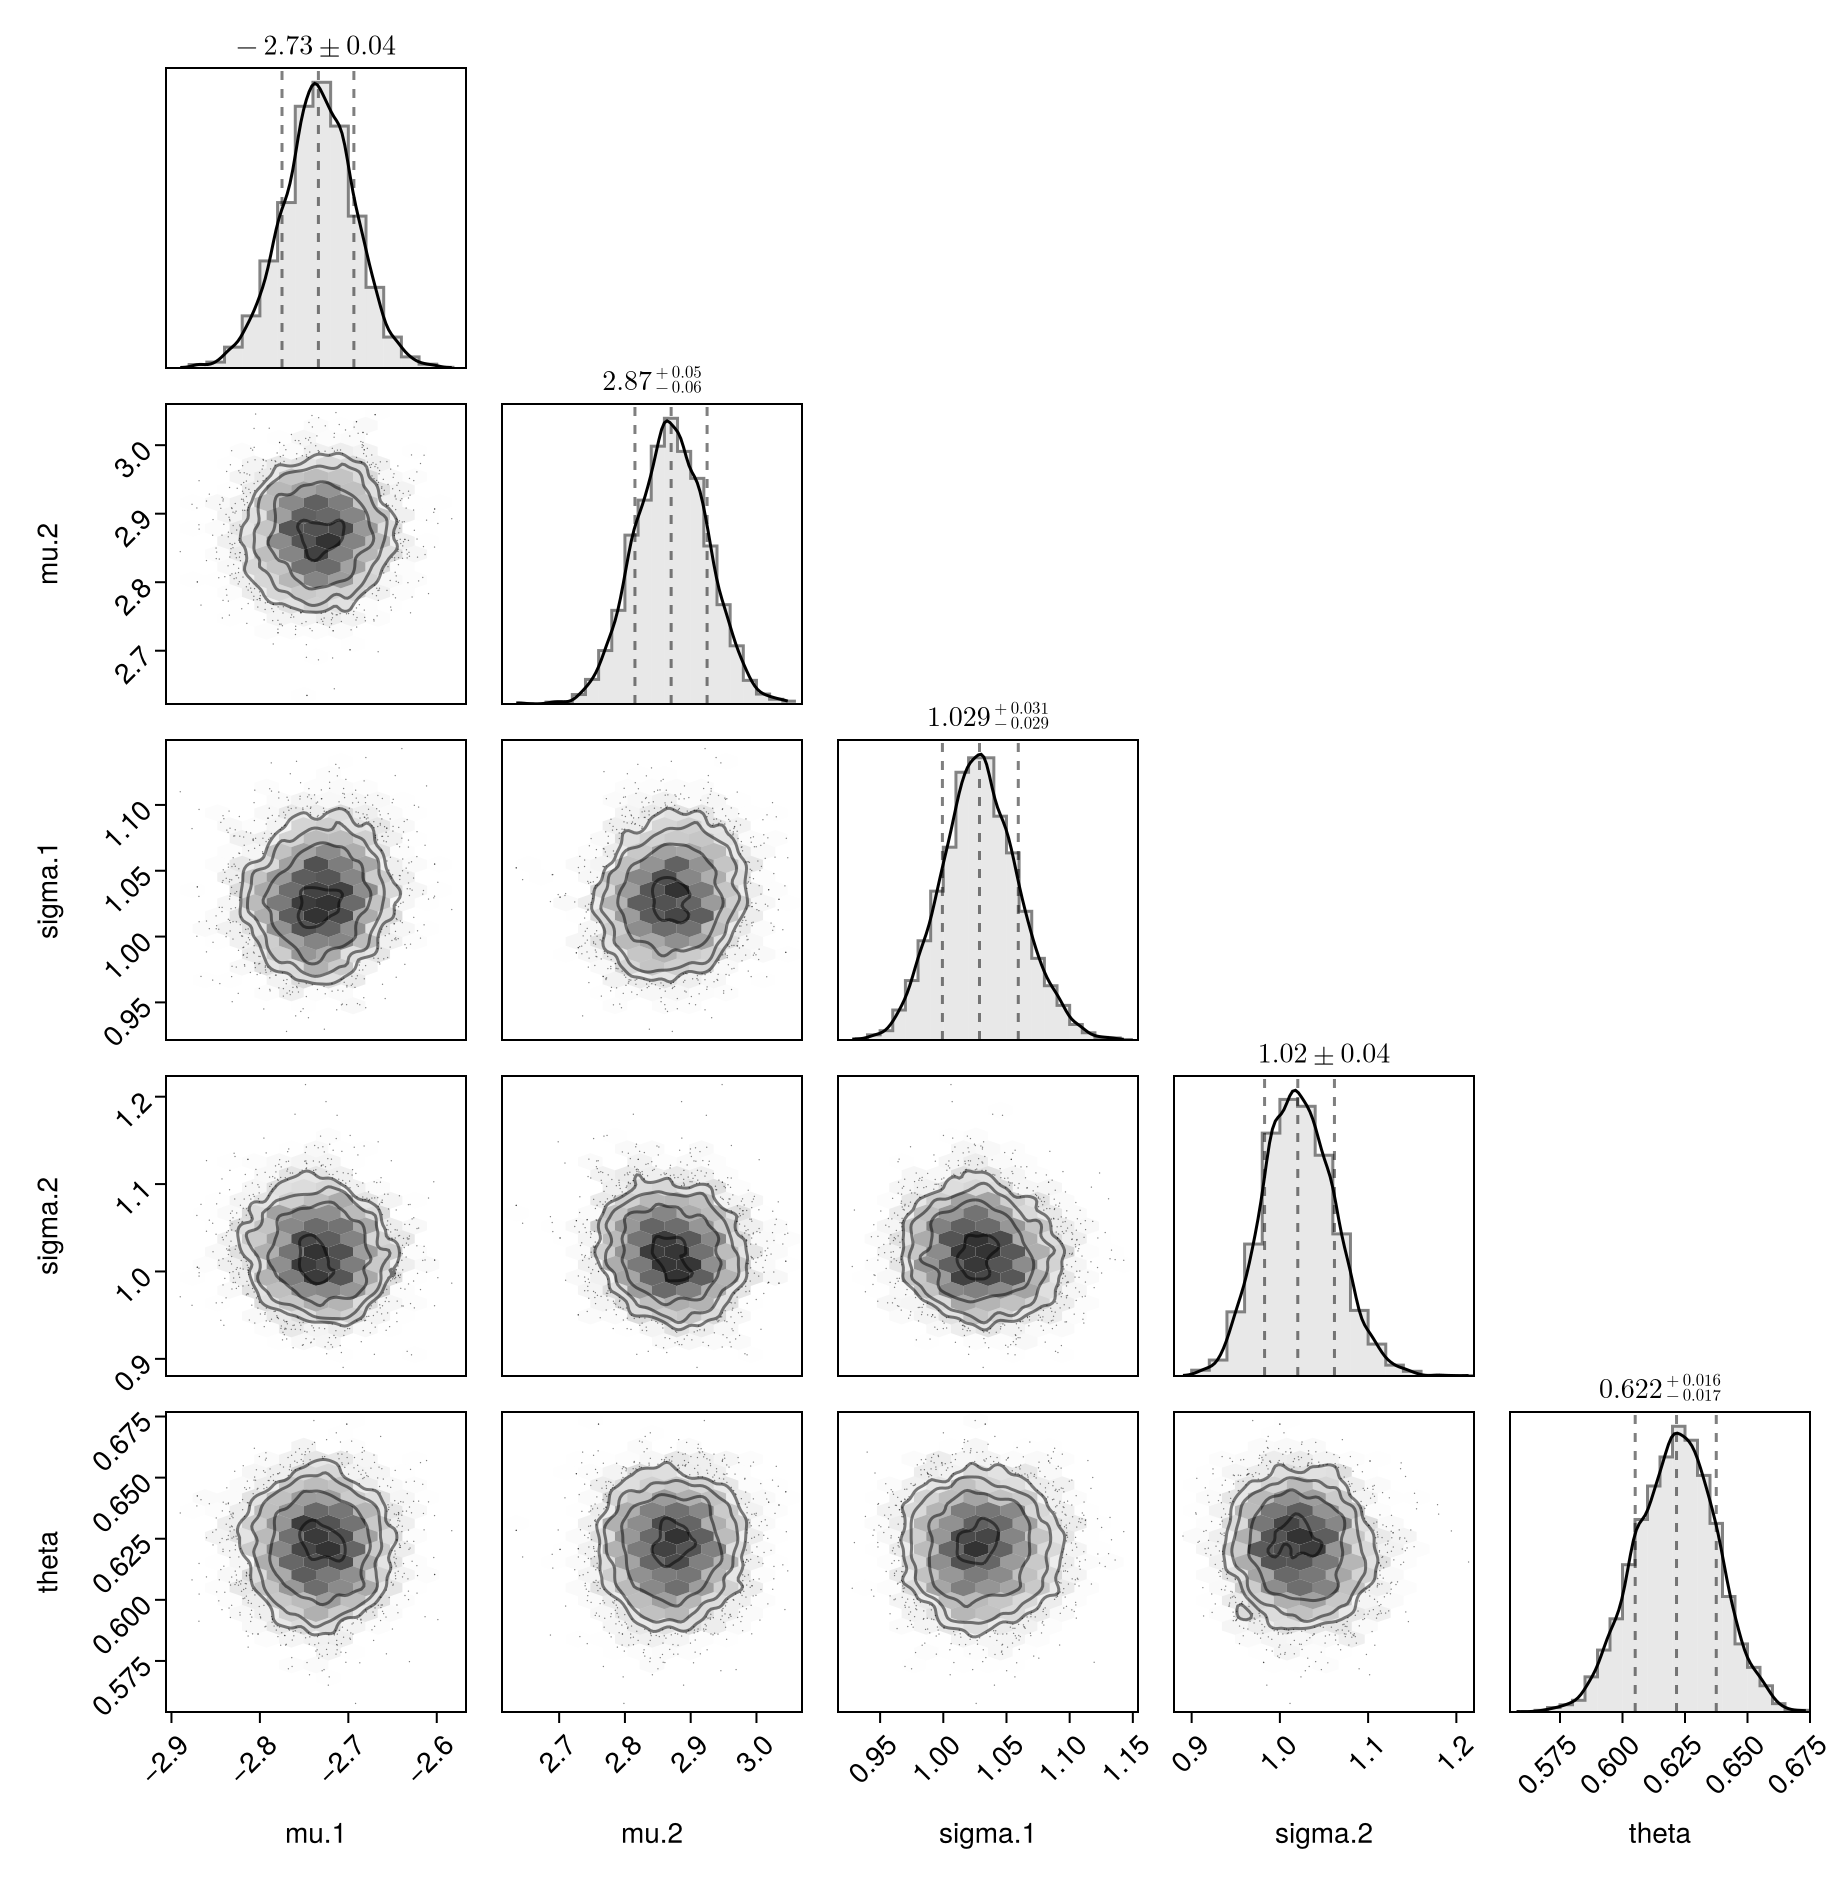 − 2.73 ± 0.04
2.87 + 0.05 − 0.06
mu.2
3.0
2.9
2.8
2.7
1.029 + 0.031 − 0.029
sigma.1
1.10
1.05
1.00
0.95
1.02 ± 0.04
sigma.2
1.2
1.1
1.0
0.9
0.622 + 0.016 − 0.017
theta
0.675
0.650
0.625
0.600
0.575
−2.9 −2.8 −2.7 −2.6
2.7 2.8 2.9 3.0
0.95 1.00 1.05 1.10 1.15
0.9 1.0 1.1 1.2
0.575 0.600 0.625 0.650 0.675
mu.1 mu.2 sigma.1 sigma.2 theta